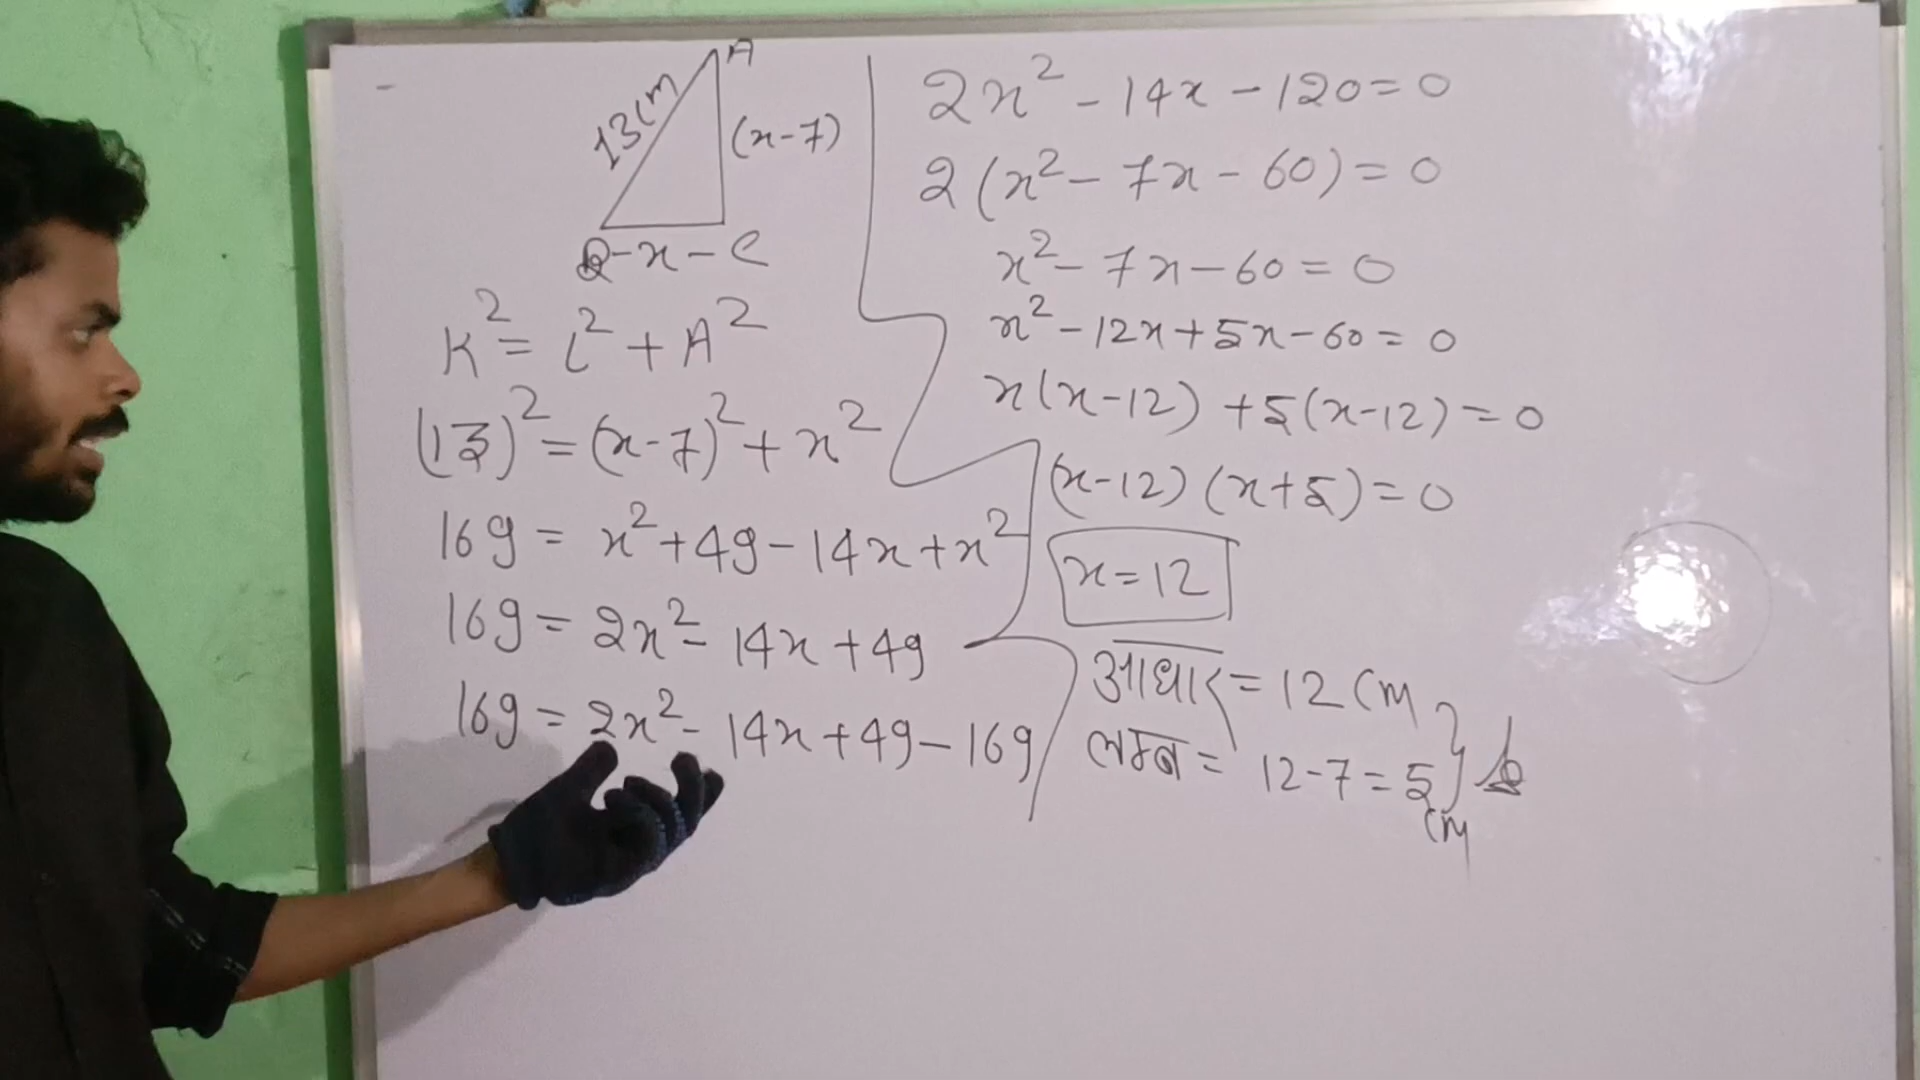 A
13cm
(x-7)
B-x-C
K² = L² + A²
(13)² = (x-7)² + x²
169 = x² + 49 - 14x + x²
169 = 2x² - 14x + 49
169 = 2x² - 14x + 49 - 169
2x² - 14x - 120 = 0
2(x² - 7x - 60) = 0
x² - 7x - 60 = 0
x² - 12x + 5x - 60 = 0
x(x-12) + 5(x-12) = 0
(x-12) (x+5) = 0
x = 12
आधार = 12 cm
लम्ब = 12-7 = 5
cm